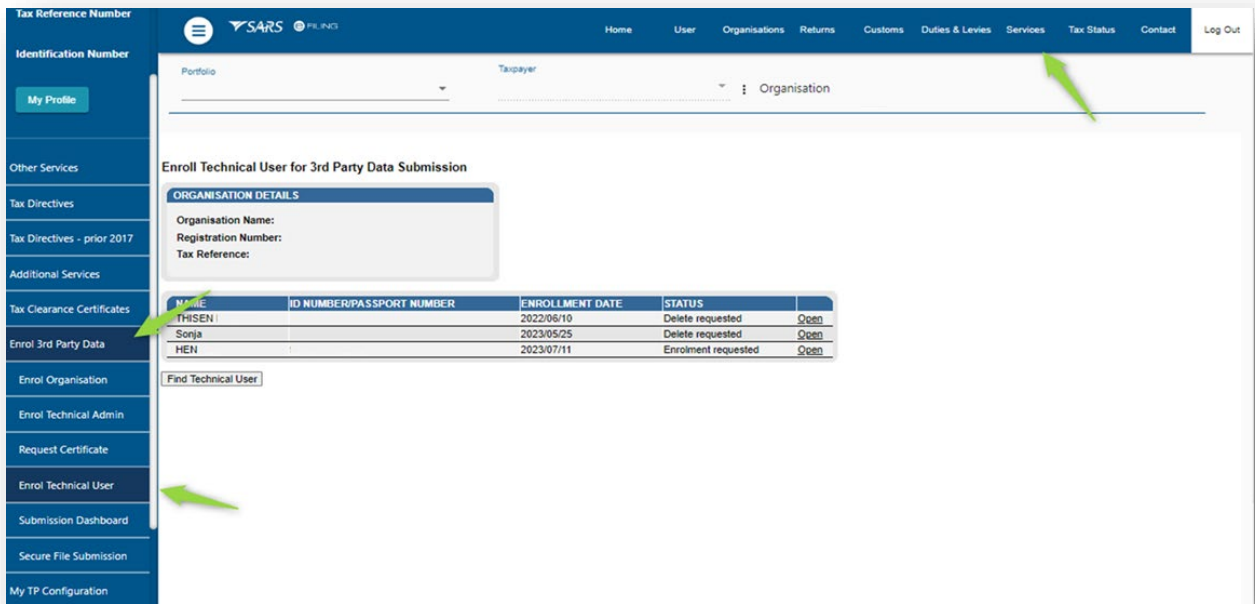 Tax Reference Number
Identification Number
My Profile
Other Services
Tax Directives
Tax Directives - prior 2017
Additional Services
Tax Clearance Certificates
Enrol 3rd Party Data
Enrol Organisation
Enrol Technical Admin
Request Certificate
Enrol Technical User
Submission Dashboard
Secure File Submission
My TP Configuration
SARS eFILING
Home User Organisations Returns Customs Duties & Levies Services Tax Status Contact Log Out
Portfolio Taxpayer
Organisation
Enroll Technical User for 3rd Party Data Submission
ORGANISATION DETAILS
Organisation Name:
Registration Number:
Tax Reference:
NAME ID NUMBER/PASSPORT NUMBER ENROLLMENT DATE STATUS
THISEN 2022/06/10 Delete requested Open
Sonja 2023/05/25 Delete requested Open
HEN 2023/07/11 Enrolment requested Open
Find Technical User